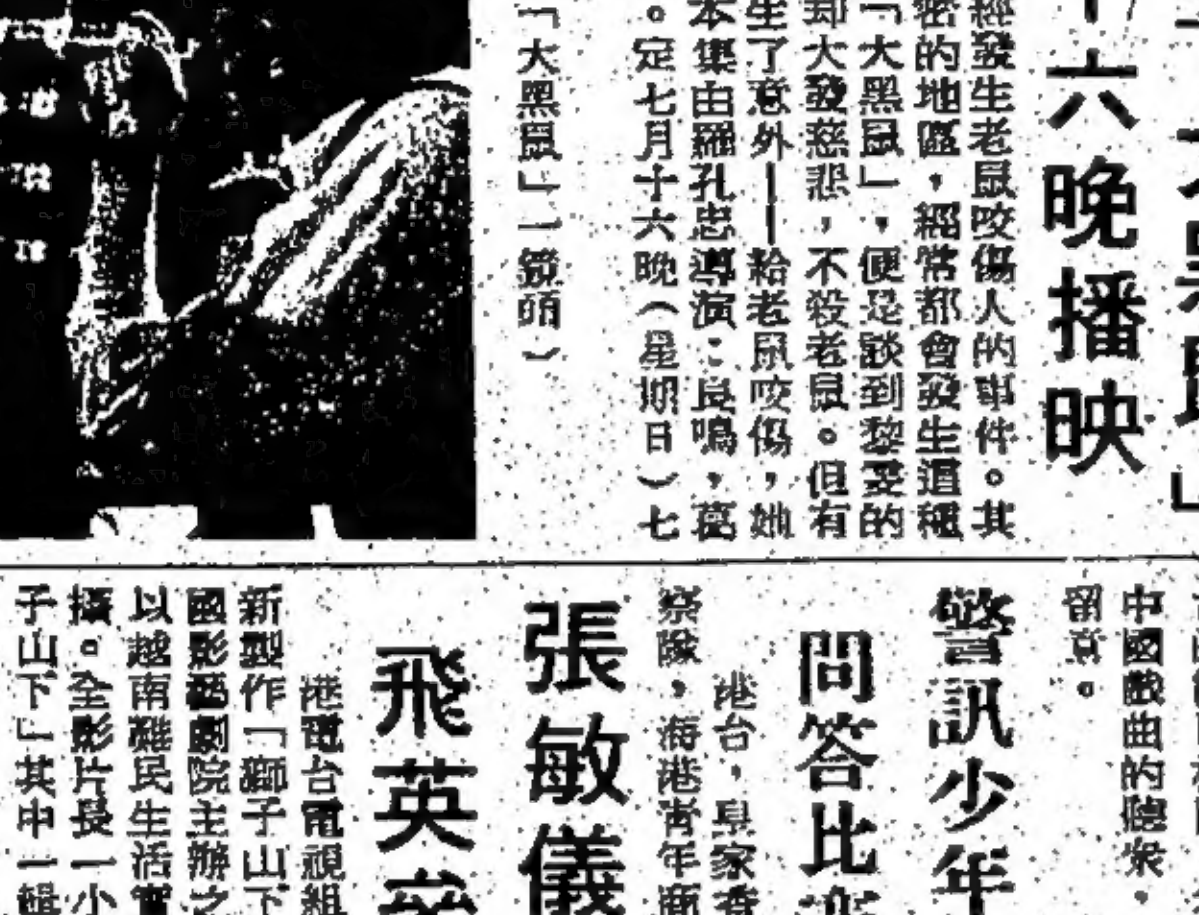 十六晚播映
經發生老鼠咬傷人的事件。其
密的地區，經常都會發生這種
「大黑鼠」，便是談到黎雯的
却大發慈悲，不殺老鼠。但有
生了意外——給老鼠咬傷，她
本集由羅孔忠導演；良鳴，葛
。定七月十六晚（星期日）七
「大黑鼠」一鏡頭）
中國戲曲的聽衆，
留意。
警訊少年
問答比
港台，皇家香
察隊，海港青年商
張敏儀
飛英
港電台電視組
新製作「獅子山下
國影藝劇院主辦之
以越南難民生活實
攝。全影片長一小
子山下」其中一輯